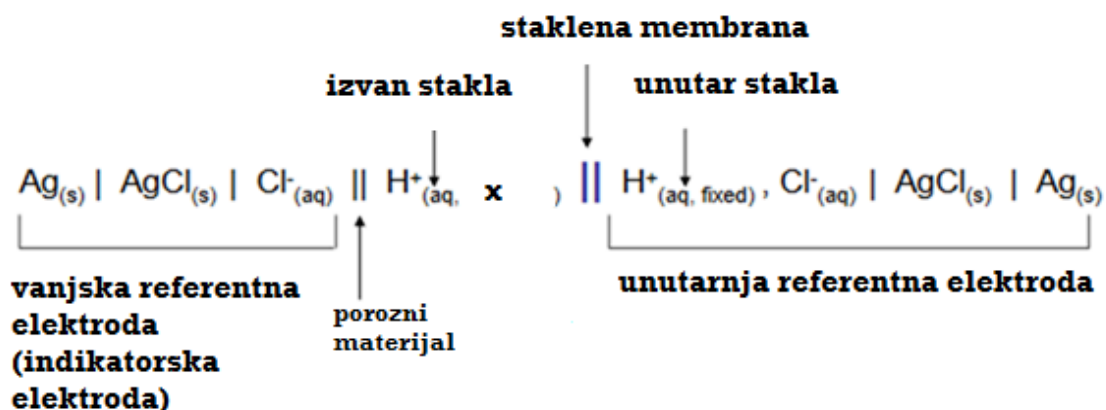 staklena membrana
izvan stakla
unutar stakla
Ag(s) | AgCl(s) | Cl-(aq) || H+(aq, x ) || H+(aq, fixed), Cl-(aq) | AgCl(s) | Ag(s)
vanjska referentna
elektroda
(indikatorska
elektroda)
porozni
materijal
unutarnja referentna elektroda